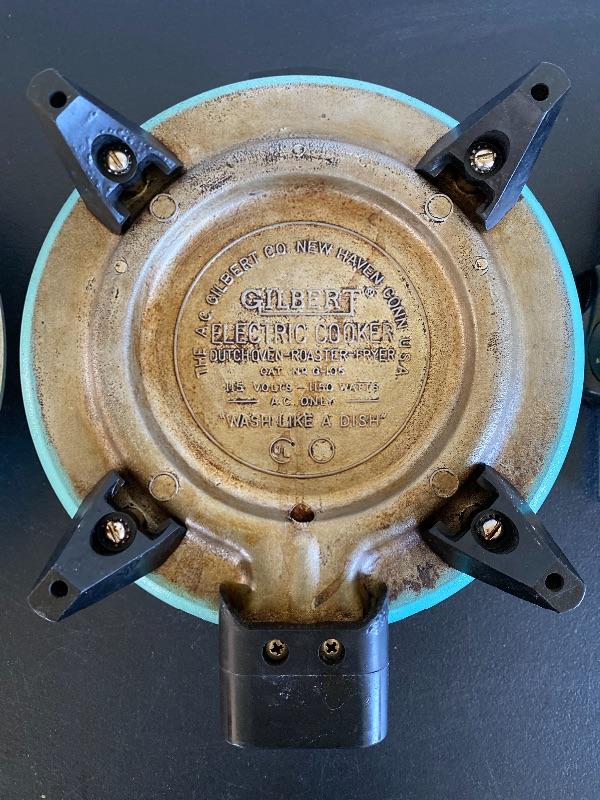 THE A.C. GILBERT CO. NEW HAVEN CONN. U.S.A.
GILBERT®
ELECTRIC COOKER
DUTCH OVEN-ROASTER-FRYER
CAT. Nº G-105
115 VOLTS - 1150 WATTS
A.C. ONLY
"WASH LIKE A DISH"
UL